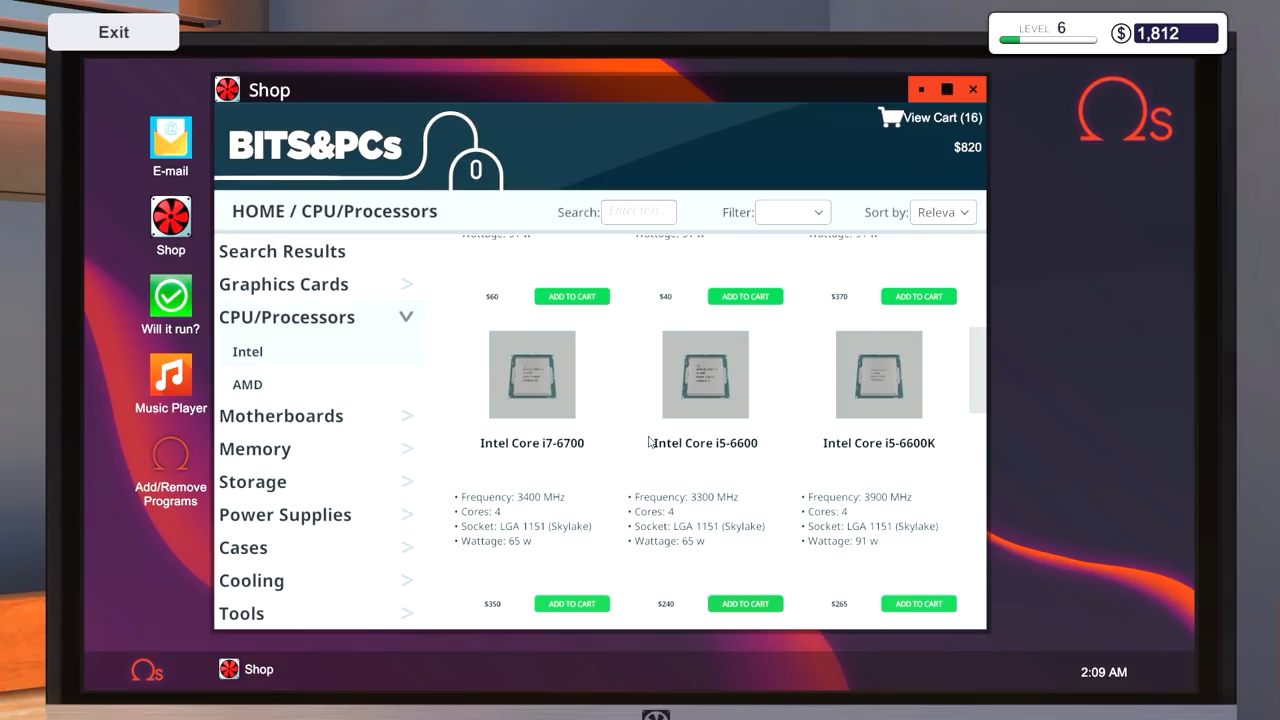 Exit
LEVEL 6
$ 1,812
Shop
BITS&PCs
View Cart (16)
$820
HOME / CPU/Processors
Search: Enter text...
Filter:
Sort by: Releva
E-mail
Shop
Will it run?
Music Player
Add/Remove
Programs
Search Results
Graphics Cards >
CPU/Processors
Intel
AMD
Motherboards >
Memory >
Storage >
Power Supplies >
Cases >
Cooling >
Tools >
$60 ADD TO CART
$40 ADD TO CART
$370 ADD TO CART
Intel Core i7-6700
• Frequency: 3400 MHz
• Cores: 4
• Socket: LGA 1151 (Skylake)
• Wattage: 65 w
$350 ADD TO CART
Intel Core i5-6600
• Frequency: 3300 MHz
• Cores: 4
• Socket: LGA 1151 (Skylake)
• Wattage: 65 w
$240 ADD TO CART
Intel Core i5-6600K
• Frequency: 3900 MHz
• Cores: 4
• Socket: LGA 1151 (Skylake)
• Wattage: 91 w
$265 ADD TO CART
Ωs
Ωs
Shop
2:09 AM